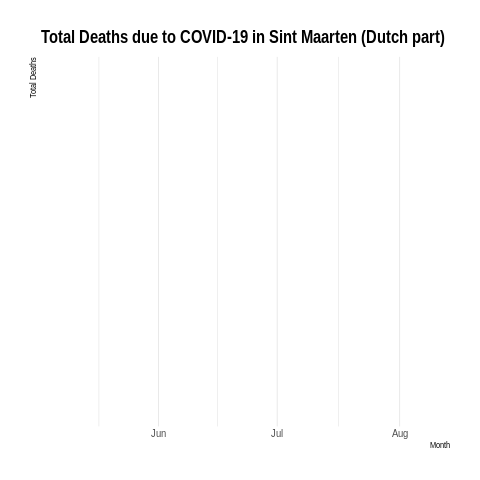 Total Deaths due to COVID-19 in Sint Maarten (Dutch part)
Total Deaths
Jun Jul Aug
Month